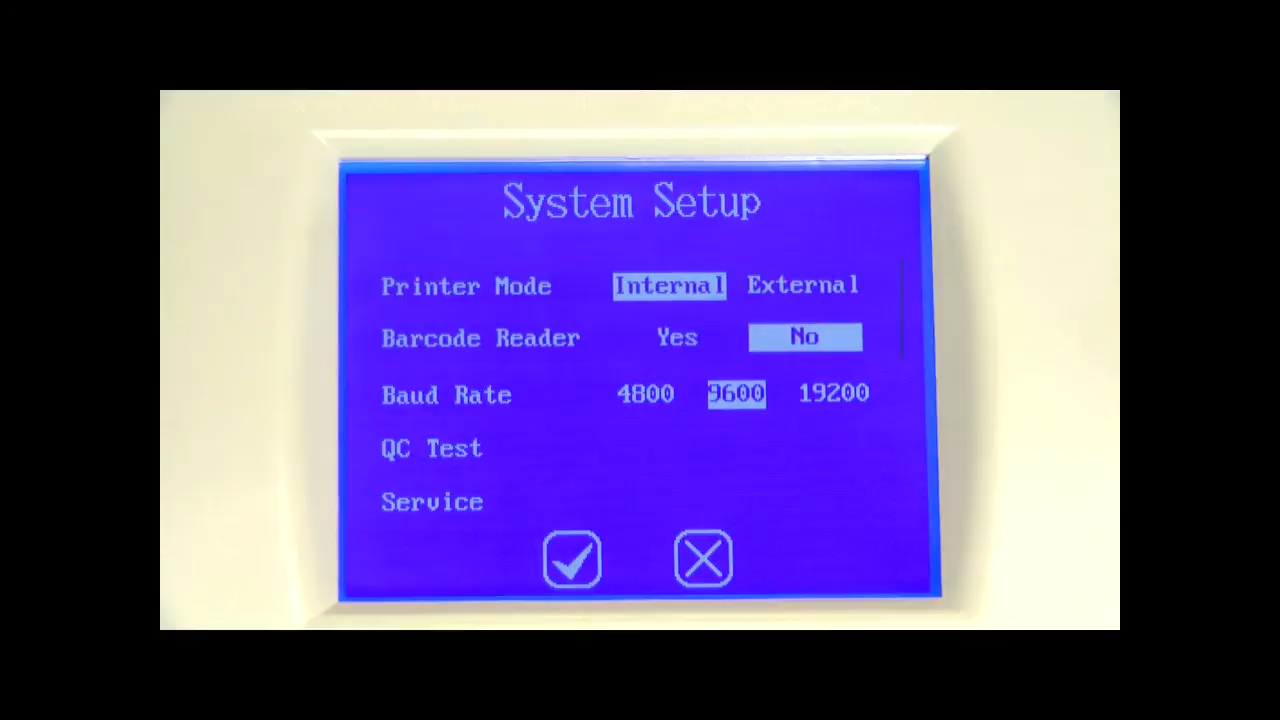 System Setup
Printer Mode Internal External
Barcode Reader Yes No
Baud Rate 4800 9600 19200
QC Test
Service